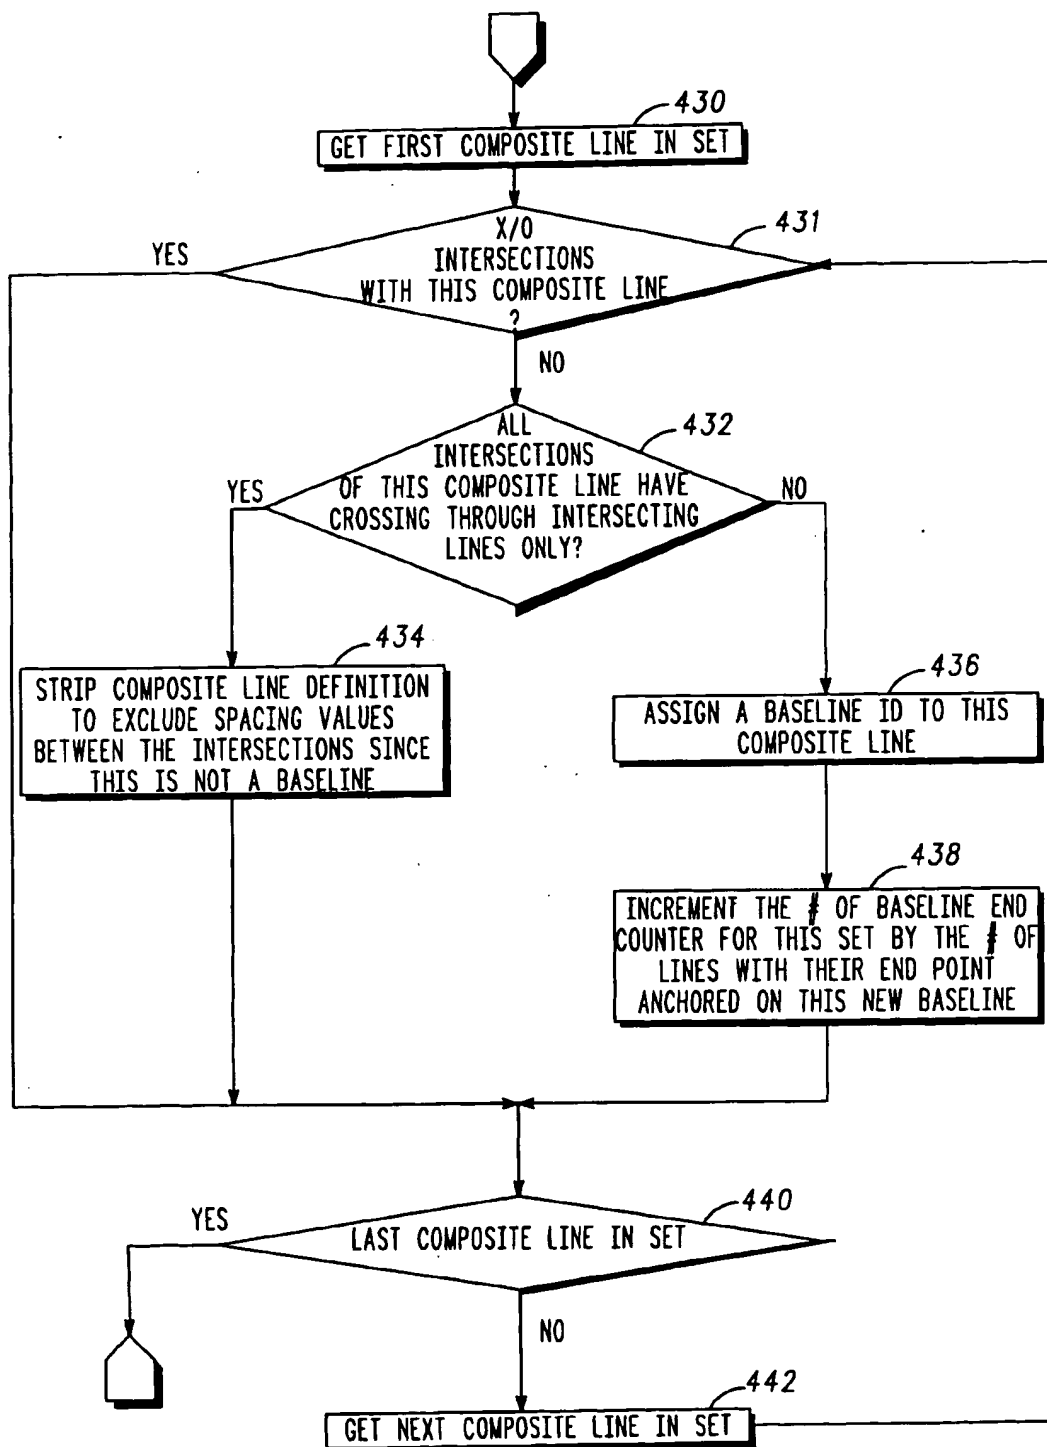 430
GET FIRST COMPOSITE LINE IN SET
431
YES
X/O
INTERSECTIONS
WITH THIS COMPOSITE LINE
?
NO
432
ALL
INTERSECTIONS
OF THIS COMPOSITE LINE HAVE
CROSSING THROUGH INTERSECTING
LINES ONLY?
YES
NO
434
STRIP COMPOSITE LINE DEFINITION
TO EXCLUDE SPACING VALUES
BETWEEN THE INTERSECTIONS SINCE
THIS IS NOT A BASELINE
436
ASSIGN A BASELINE ID TO THIS
COMPOSITE LINE
438
INCREMENT THE # OF BASELINE END
COUNTER FOR THIS SET BY THE # OF
LINES WITH THEIR END POINT
ANCHORED ON THIS NEW BASELINE
440
YES
LAST COMPOSITE LINE IN SET
NO
442
GET NEXT COMPOSITE LINE IN SET